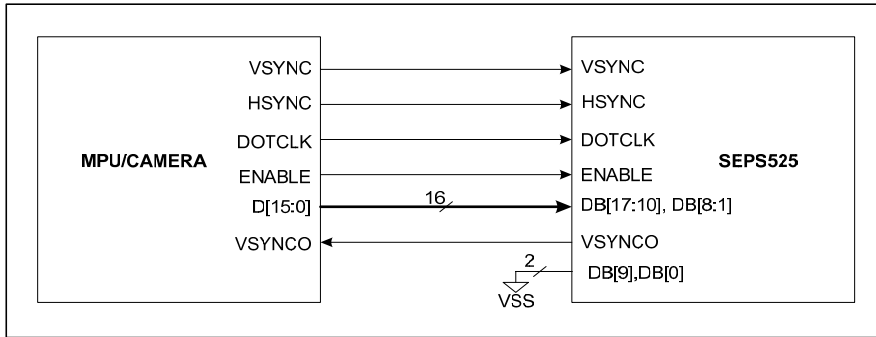 VSYNC VSYNC
HSYNC HSYNC
DOTCLK DOTCLK
MPU/CAMERA SEPS525
ENABLE ENABLE
D[15:0] 16 DB[17:10], DB[8:1]
VSYNCO VSYNCO
2 DB[9],DB[0]
VSS